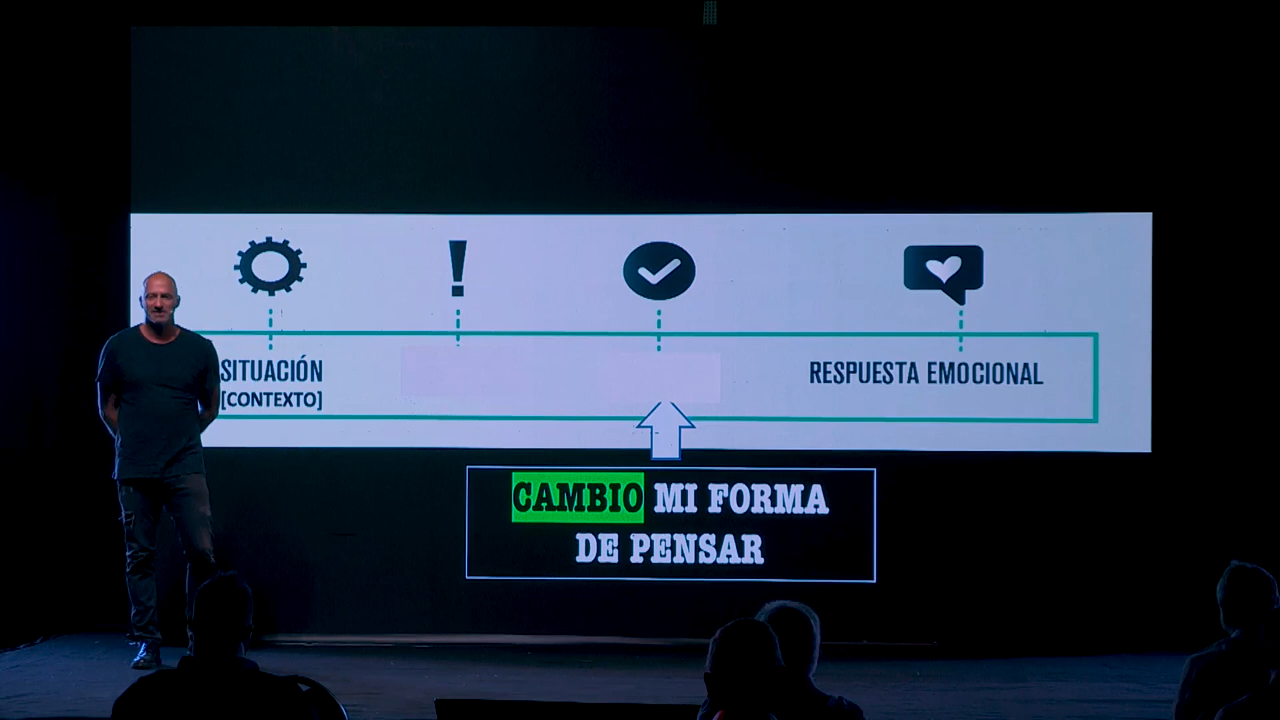 SITUACIÓN
[CONTEXTO]
RESPUESTA EMOCIONAL
CAMBIO MI FORMA
DE PENSAR